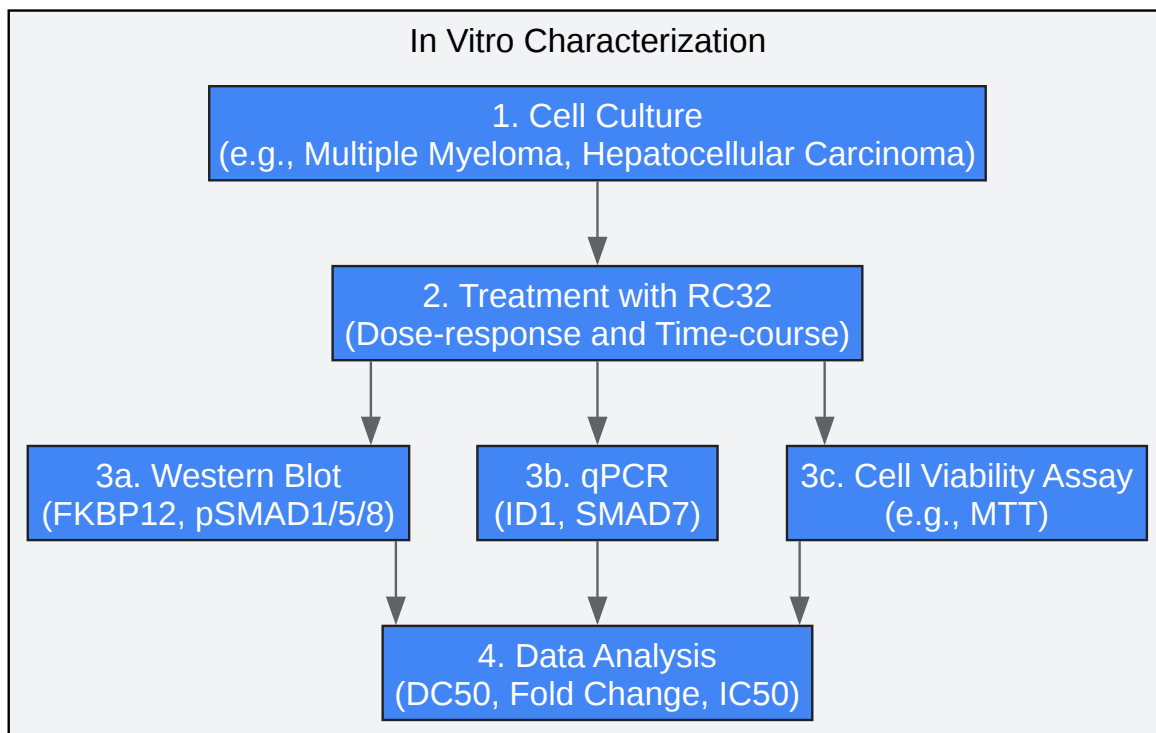 In Vitro Characterization
1. Cell Culture
(e.g., Multiple Myeloma, Hepatocellular Carcinoma)
2. Treatment with RC32
(Dose-response and Time-course)
3a. Western Blot
(FKBP12, pSMAD1/5/8)
3b. qPCR
(ID1, SMAD7)
3c. Cell Viability Assay
(e.g., MTT)
4. Data Analysis
(DC50, Fold Change, IC50)